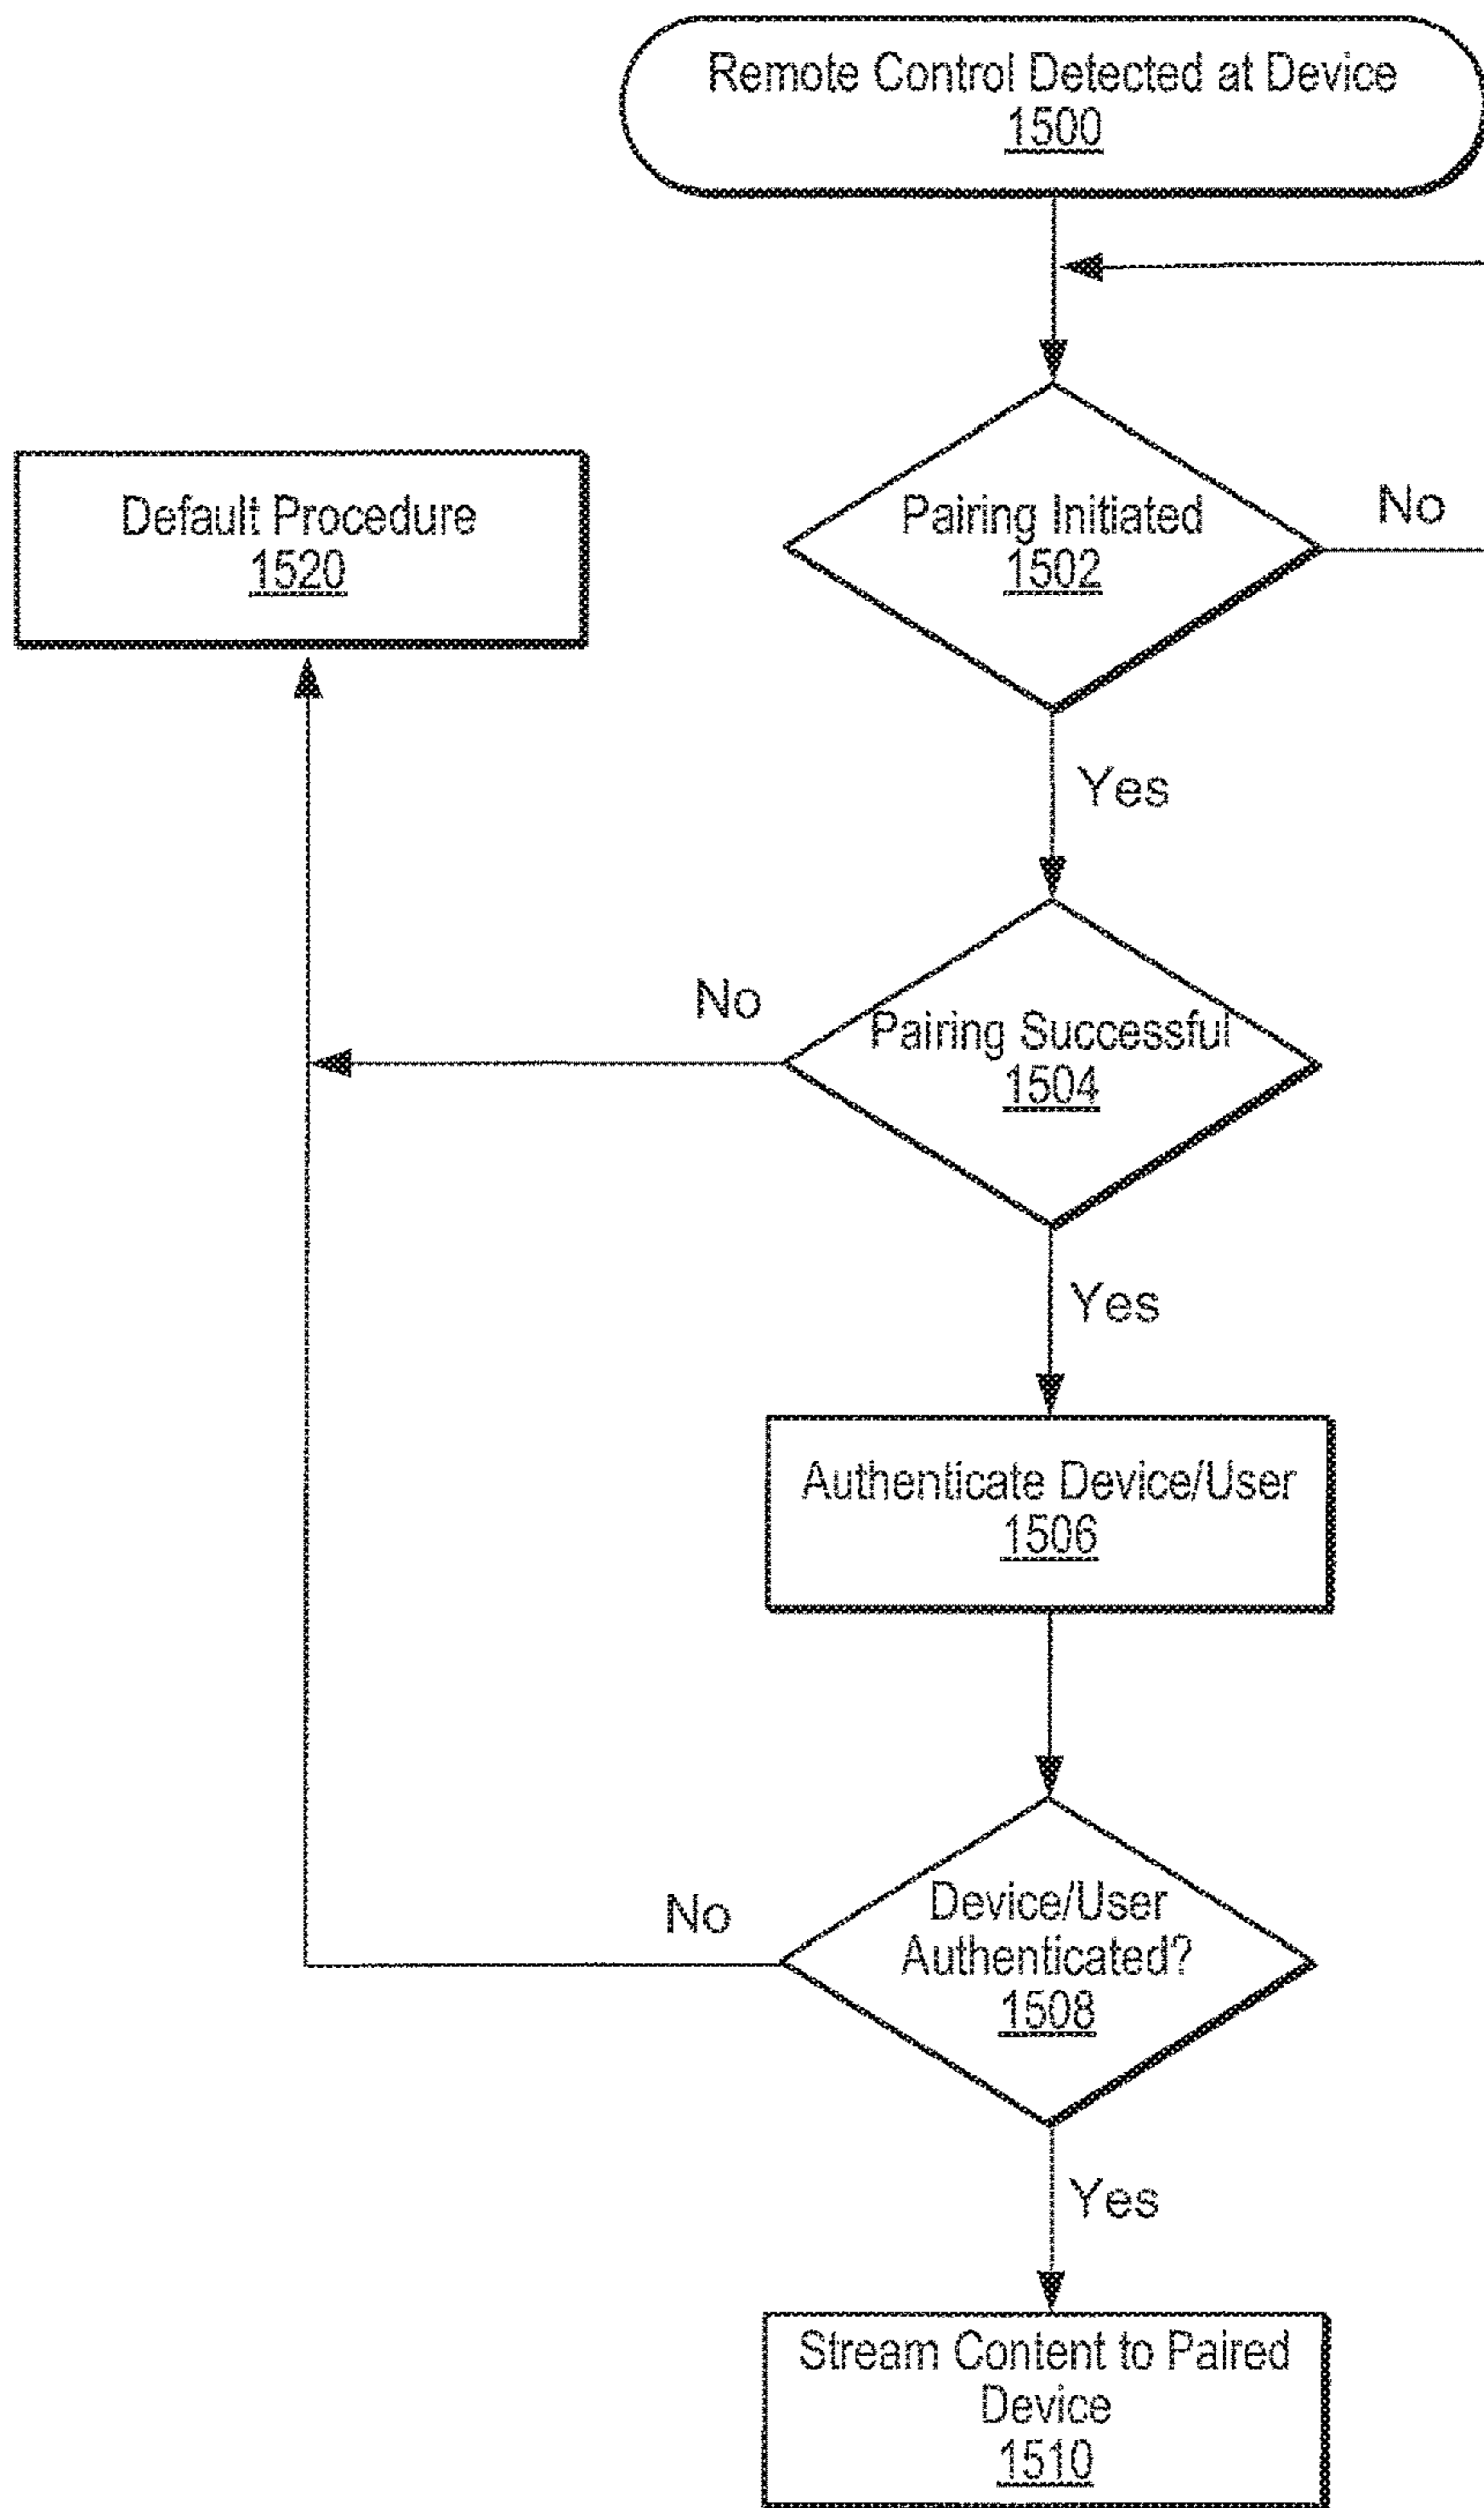 Remote Control Detected at Device
1500
Default Procedure
1520
Pairing Initiated
1502
No
Yes
No
Pairing Successful
1504
Yes
Authenticate Device/User
1506
No
Device/User
Authenticated?
1508
Yes
Stream Content to Paired
Device
1510